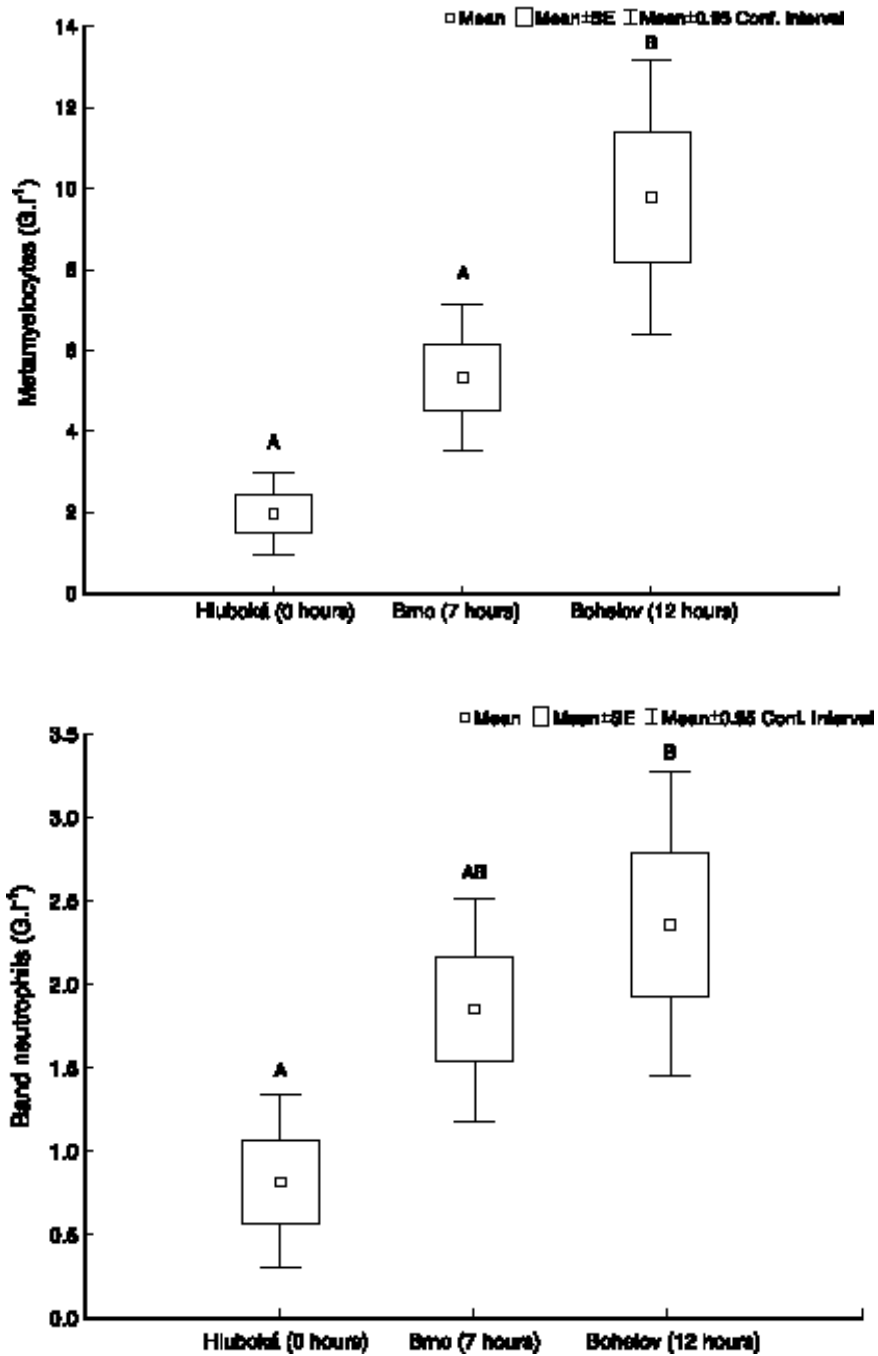 Mean Mean±SE Mean±0.95 Conf. Interval
14
B
12
10
A
8
6
A
4
2
0
Metamyelocytes (G.l-1)
Hluboká (0 hours) Brno (7 hours) Bohelov (12 hours)
Mean Mean±SE Mean±0.95 Conf. Interval
3.5
B
3.0
AB
2.5
2.0
A
1.5
1.0
0.5
0.0
Band neutrophils (G.l-1)
Hluboká (0 hours) Brno (7 hours) Bohelov (12 hours)